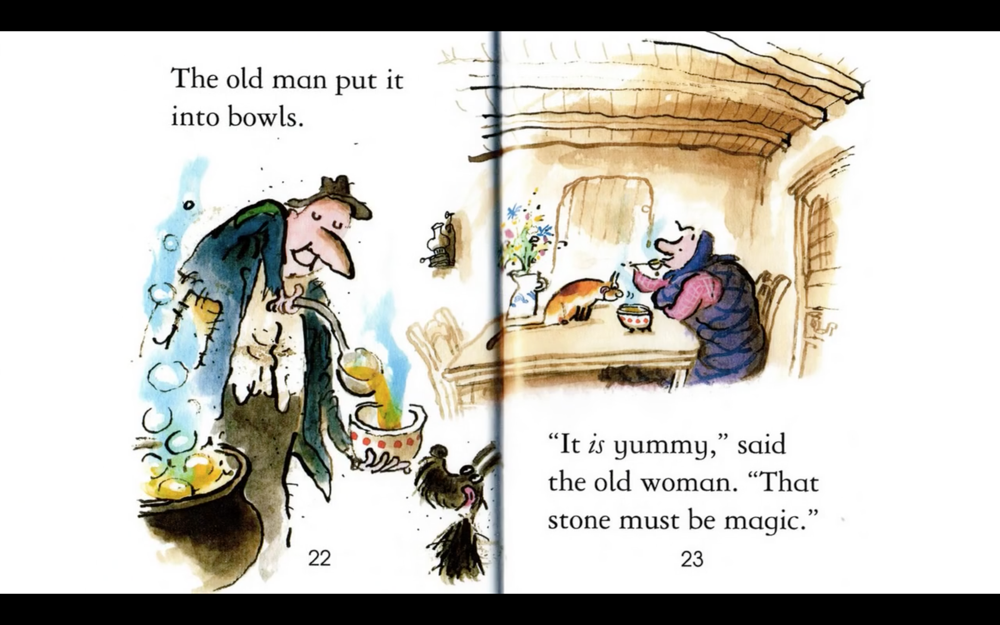 The old man put it
into bowls.
22
"It is yummy," said
the old woman. "That
stone must be magic."
23